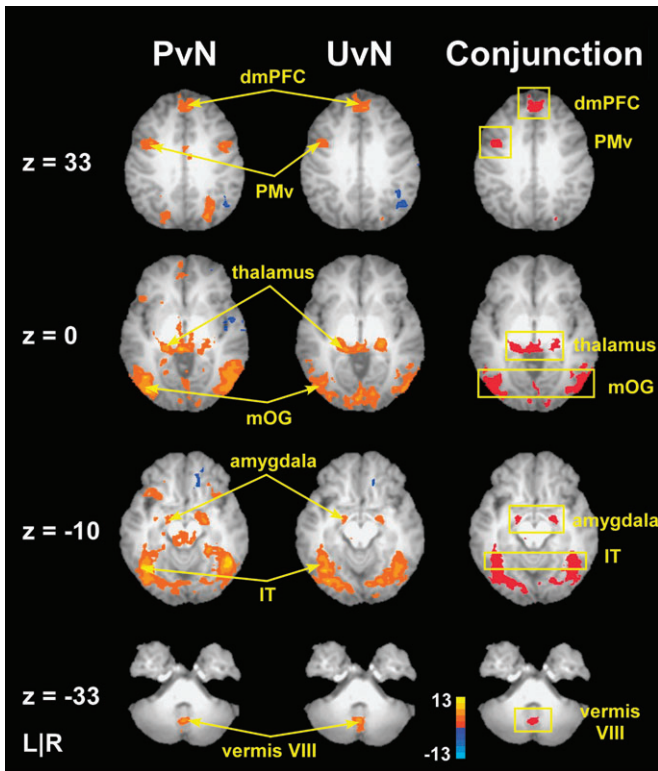 PvN UvN Conjunction
dmPFC
dmPFC
PMv
z = 33
PMv
thalamus
z = 0
thalamus
mOG
mOG
amygdala
amygdala
z = -10
IT
IT
z = -33
13
vermis
VIII
L|R
vermis VIII
-13